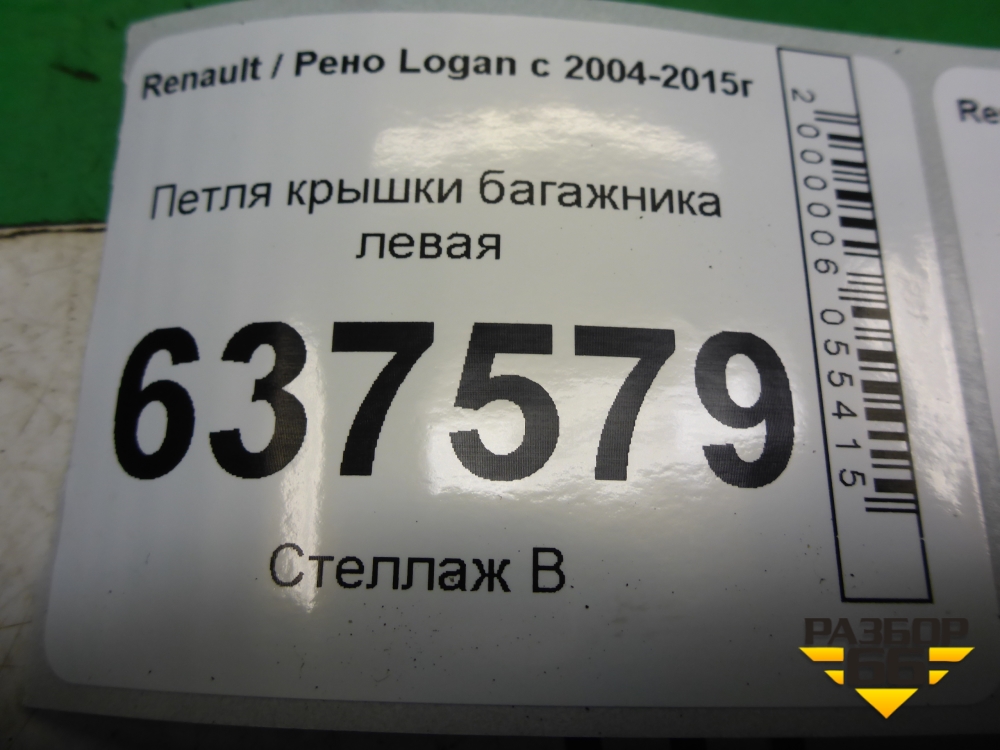 Renault / Рено Logan с 2004-2015г
Петля крышки багажника
левая
637579
Стеллаж В
2000006055415
Re
РАЗБОР
66